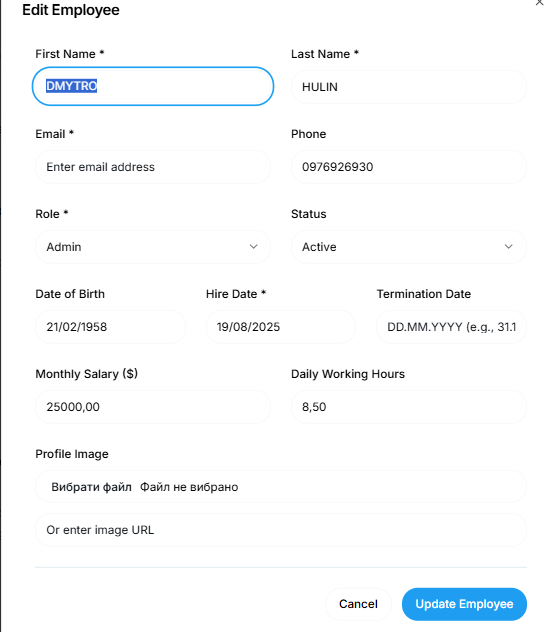 Edit Employee
First Name *
Last Name *
DMYTRO
HULIN
Email *
Phone
Enter email address
0976926930
Role *
Status
Admin
Active
Date of Birth
Hire Date *
Termination Date
21/02/1958
19/08/2025
DD.MM.YYYY (e.g., 31.1
Monthly Salary ($)
Daily Working Hours
25000,00
8,50
Profile Image
Вибрати файл Файл не вибрано
Or enter image URL
Cancel
Update Employee